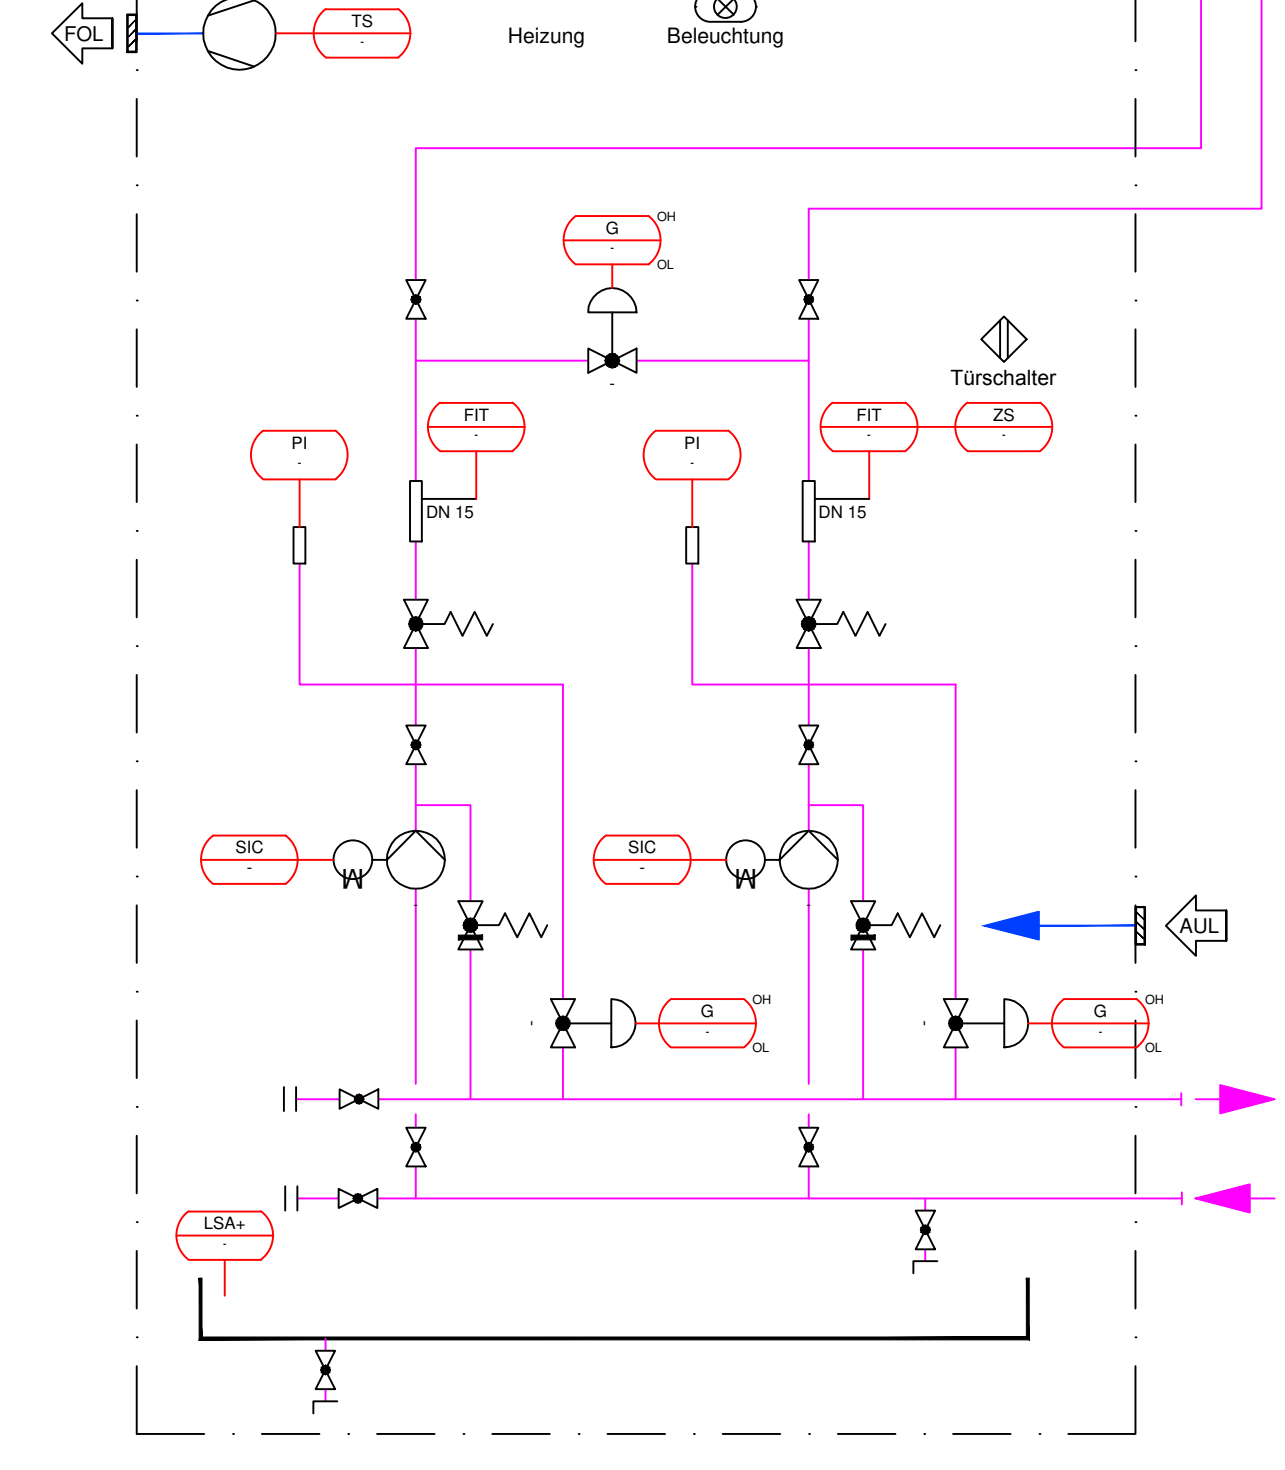 FOL
TS
-
Heizung
Beleuchtung
G
-
OH
OL
-
Türschalter
PI
-
FIT
-
DN 15
PI
-
FIT
-
ZS
-
DN 15
SIC
-
M
-
SIC
-
M
-
AUL
-
G
-
OH
OL
-
G
-
OH
OL
LSA+
-